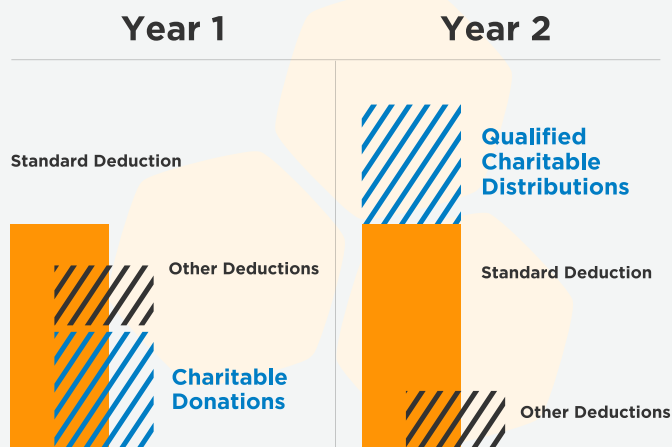 Year 1
Standard Deduction
Other Deductions
Charitable
Donations
Year 2
Qualified
Charitable
Distributions
Standard Deduction
Other Deductions